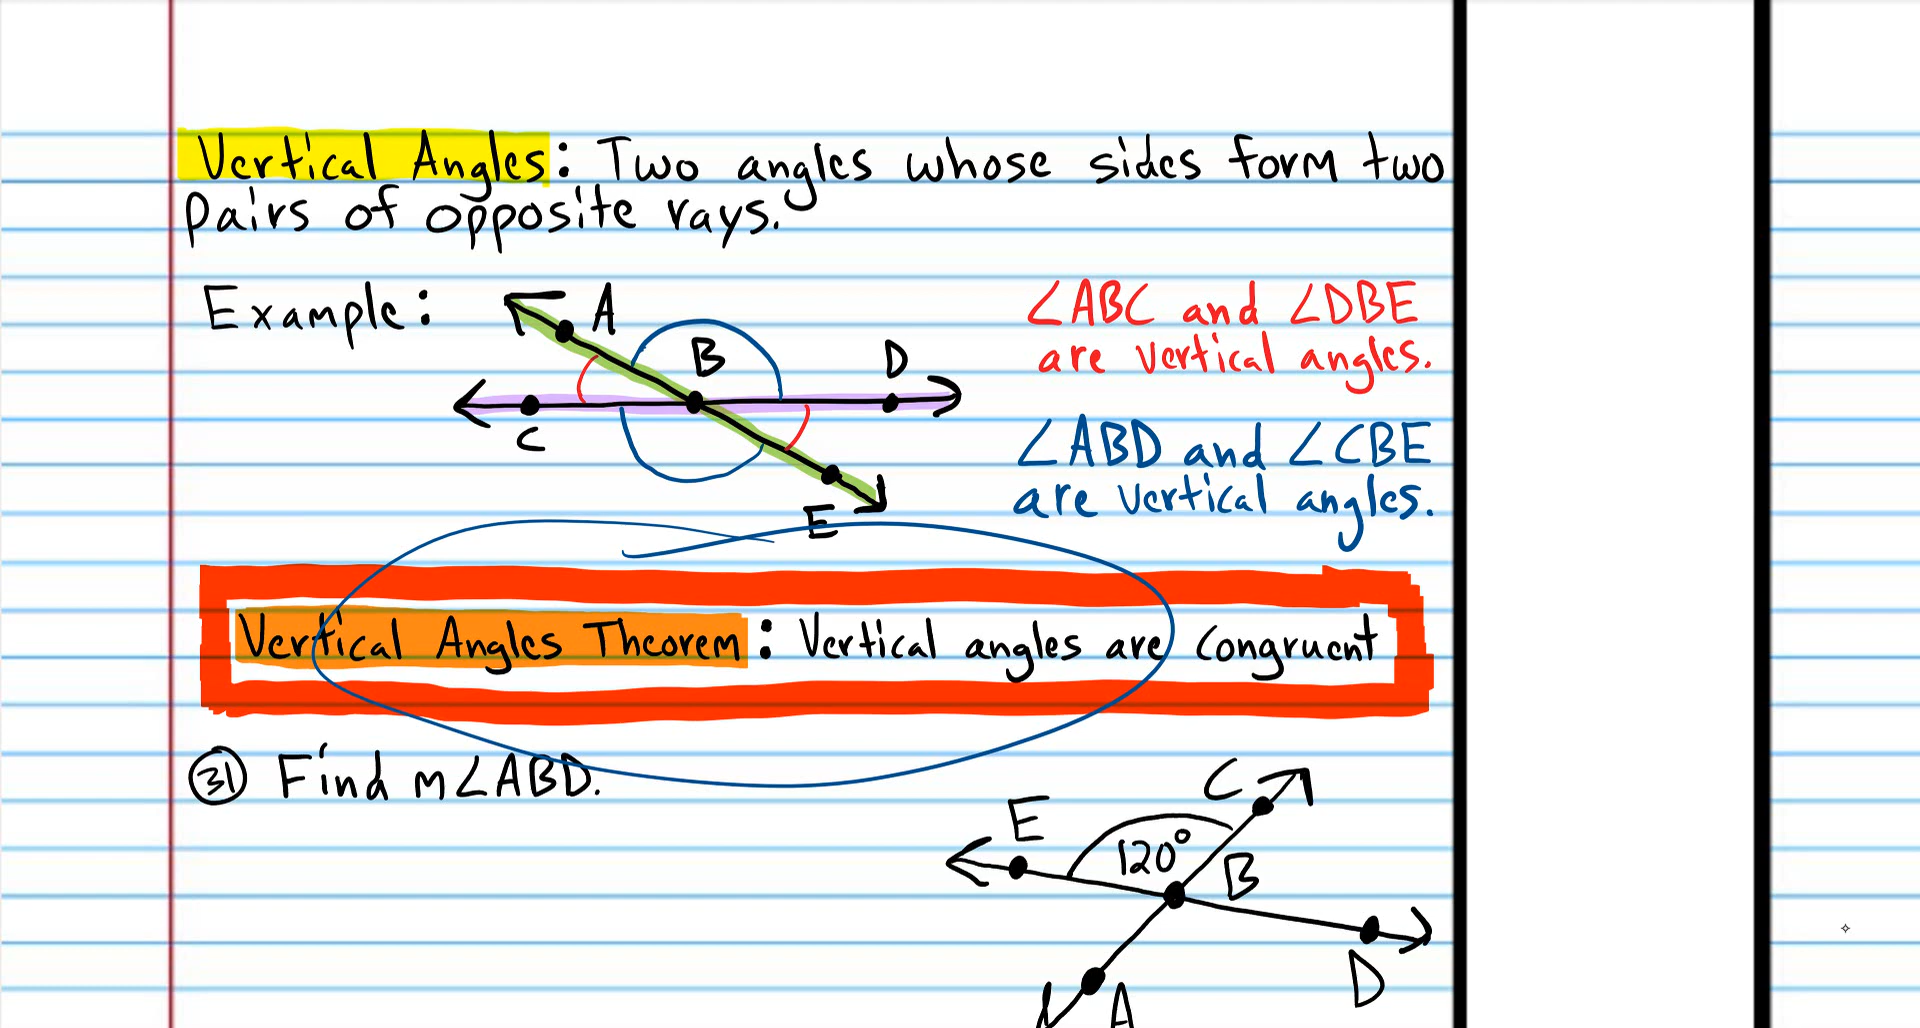 Vertical Angles: Two angles whose sides form two
pairs of opposite rays.
Example:
A
B
D
C
E
∠ABC and ∠DBE
are vertical angles.
∠ABD and ∠CBE
are vertical angles.
Vertical Angles Theorem: Vertical angles are congruent
31 Find m∠ABD.
C
E
120°
B
D
A